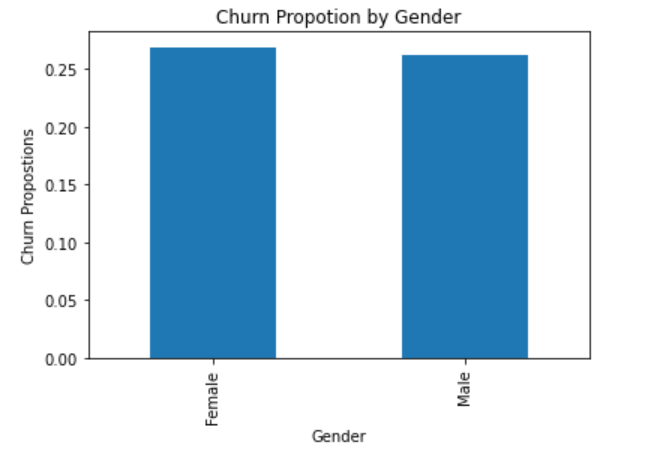 Churn Propotion by Gender
Churn Propostions
0.25
0.20
0.15
0.10
0.05
0.00
Female
Male
Gender